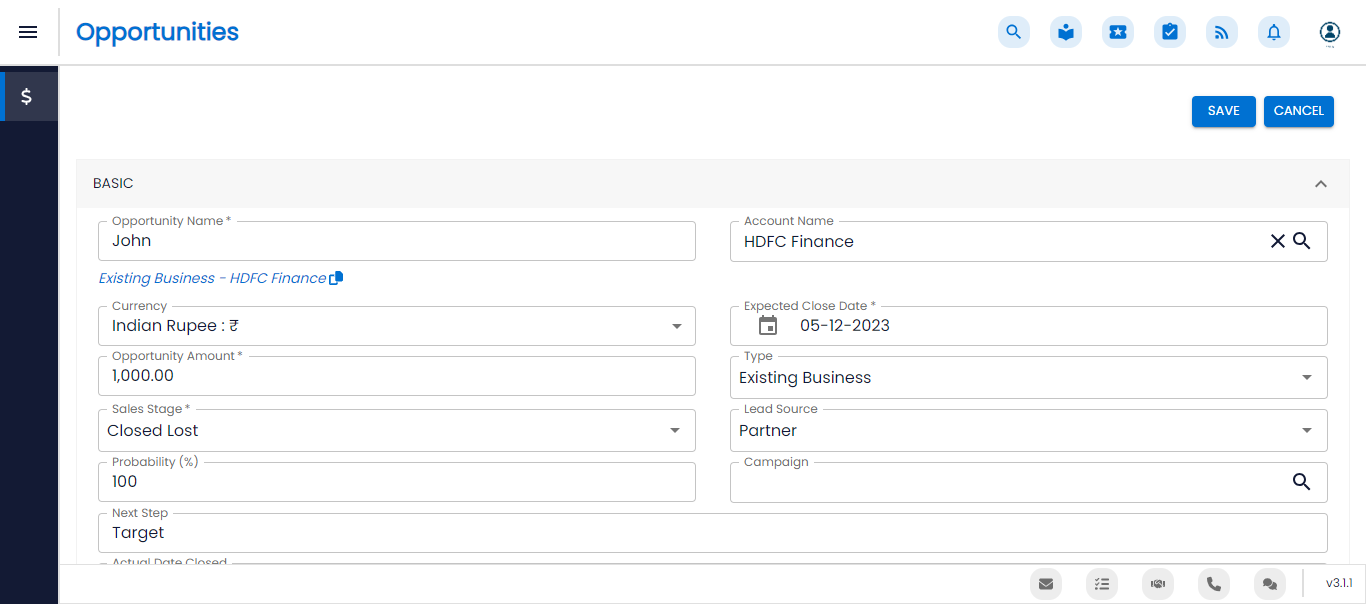 Opportunities
$
SAVE
CANCEL
BASIC
Opportunity Name *
John
Account Name
HDFC Finance
Existing Business - HDFC Finance
Currency
Indian Rupee : ₹
Expected Close Date *
05-12-2023
Opportunity Amount *
1,000.00
Type
Existing Business
Sales Stage *
Closed Lost
Lead Source
Partner
Probability (%)
100
Campaign
Next Step
Target
Actual Date Closed
v3.1.1